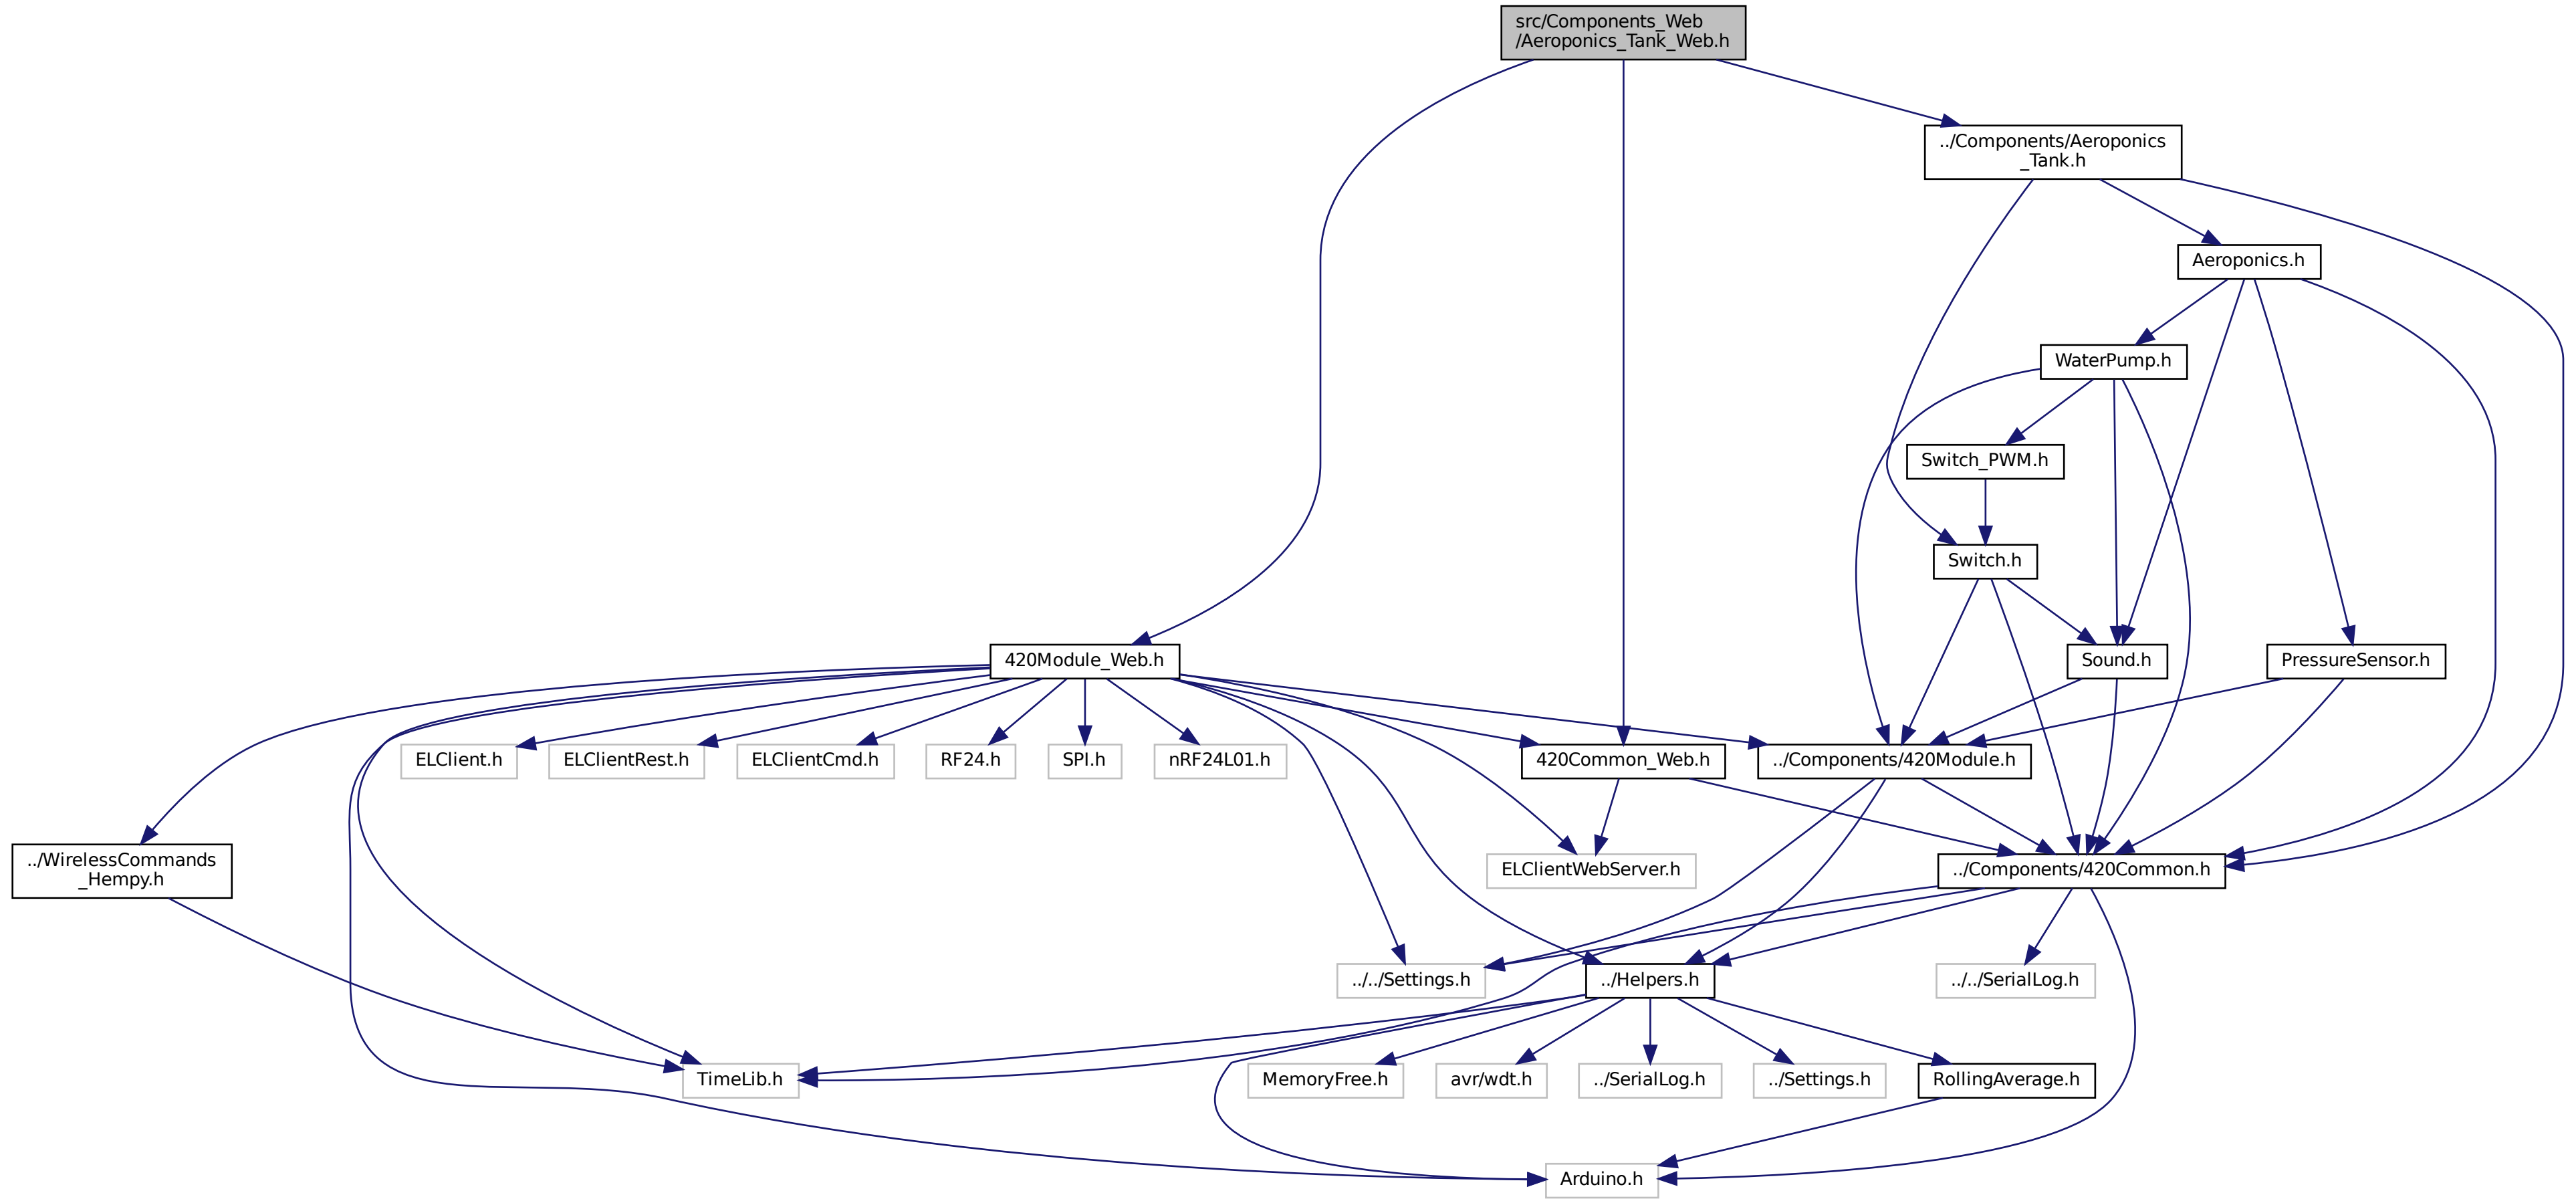 src/Components_Web
/Aeroponics_Tank_Web.h
../Components/Aeroponics
_Tank.h
Aeroponics.h
WaterPump.h
Switch_PWM.h
Switch.h
420Module_Web.h
Sound.h
PressureSensor.h
ELClient.h
ELClientRest.h
ELClientCmd.h
RF24.h
SPI.h
nRF24L01.h
420Common_Web.h
../Components/420Module.h
../WirelessCommands
_Hempy.h
ELClientWebServer.h
../Components/420Common.h
../../Settings.h
../Helpers.h
../../SerialLog.h
TimeLib.h
MemoryFree.h
avr/wdt.h
../SerialLog.h
../Settings.h
RollingAverage.h
Arduino.h